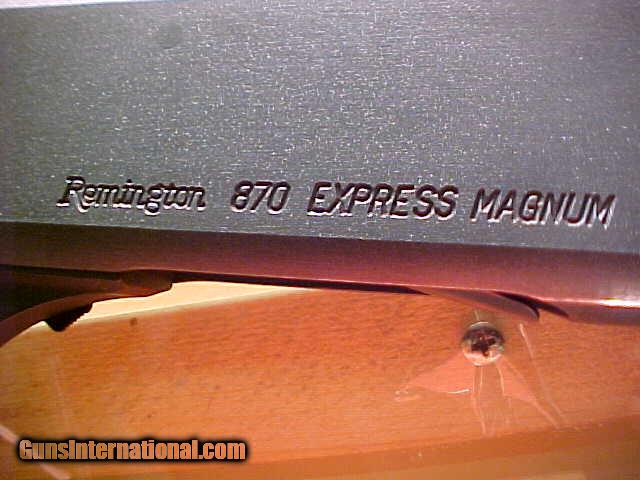 Remington 870 EXPRESS MAGNUM
GunsInternational.com